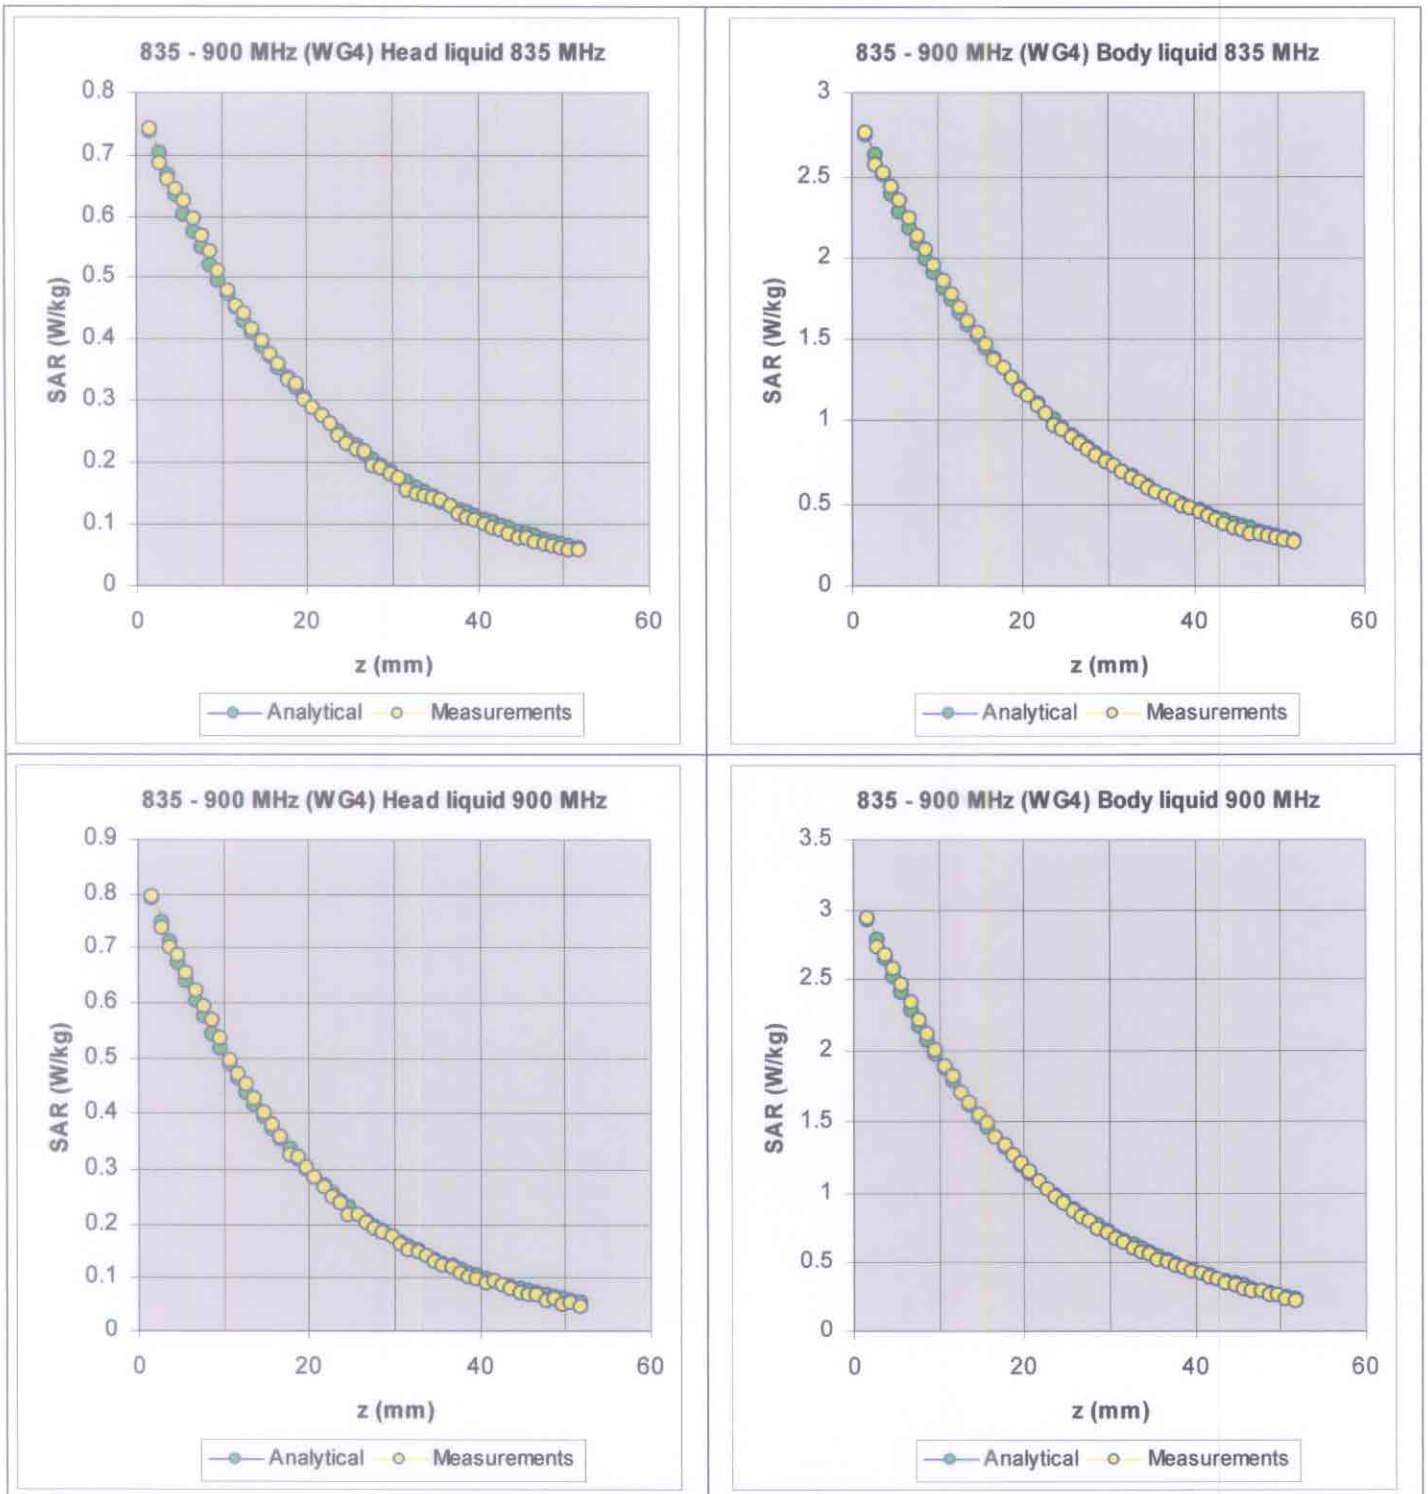 835 - 900 MHz (WG4) Head liquid 835 MHz
0.8
0.7
0.6
0.5
0.4
0.3
0.2
0.1
0
SAR (W/kg)
0 20 40 60
z (mm)
Analytical Measurements
835 - 900 MHz (WG4) Body liquid 835 MHz
3
2.5
2
1.5
1
0.5
0
SAR (W/kg)
0 20 40 60
z (mm)
Analytical Measurements
835 - 900 MHz (WG4) Head liquid 900 MHz
0.9
0.8
0.7
0.6
0.5
0.4
0.3
0.2
0.1
0
SAR (W/kg)
0 20 40 60
z (mm)
Analytical Measurements
835 - 900 MHz (WG4) Body liquid 900 MHz
3.5
3
2.5
2
1.5
1
0.5
0
SAR (W/kg)
0 20 40 60
z (mm)
Analytical Measurements